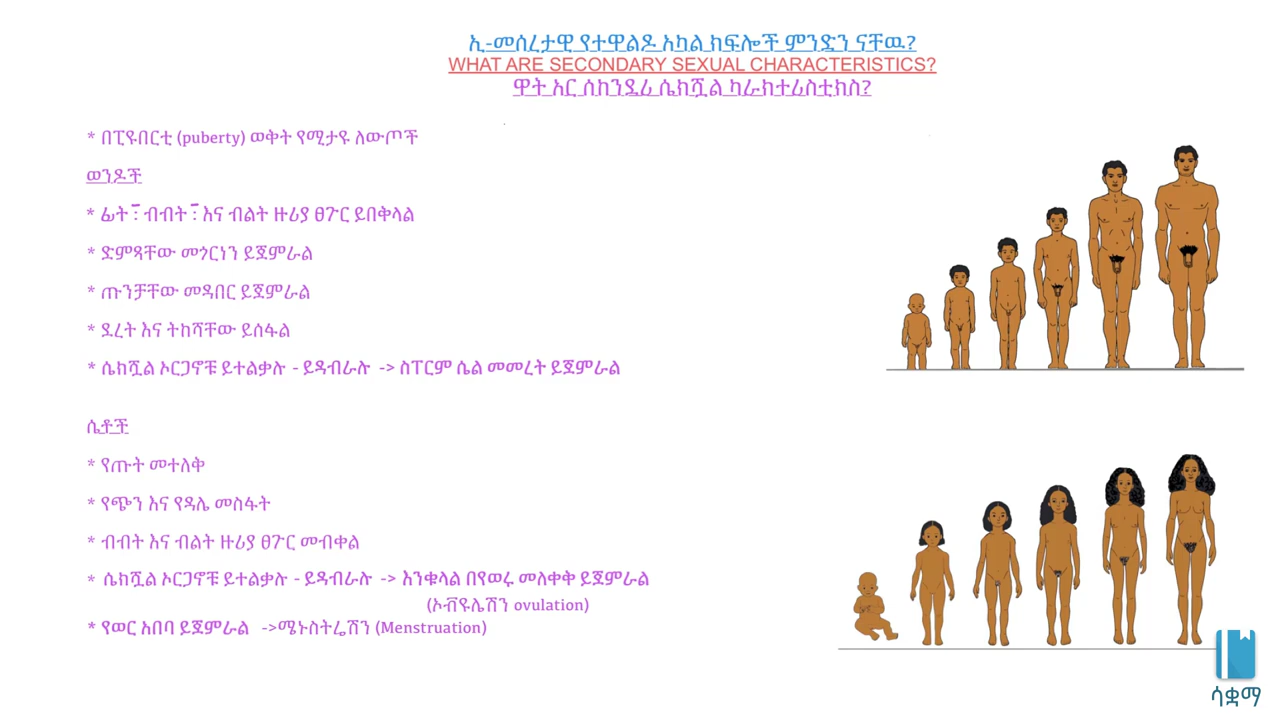 ኢ-መሰረታዊ የተዋልዶ አካል ክፍሎች ምንድን ናቸዉ?
WHAT ARE SECONDARY SEXUAL CHARACTERISTICS?
ዋት አር ሰከንደሪ ሴክሿል ካራክተሪስቲክስ?
* በፒዩበርቲ (puberty) ወቅት የሚታዩ ለውጦች
ወንዶች
* ፊት ፤ ብብት ፤ እና ብልት ዙሪያ ፀጉር ይበቅላል
* ድምጻቸው መጎርነን ይጀምራል
* ጡንቻቸው መዳበር ይጀምራል
* ደረት እና ትከሻቸው ይሰፋል
* ሴክሿል ኦርጋኖቹ ይተልቃሉ - ይዳብራሉ -> ስፐርም ሴል መመረት ይጀምራል
ሴቶች
* የጡት መተለቅ
* የጭን እና የዳሌ መስፋት
* ብብት እና ብልት ዙሪያ ፀጉር መብቀል
* ሴክሿል ኦርጋኖቹ ይተልቃሉ - ይዳብራሉ -> እንቁላል በየወሩ መለቀቅ ይጀምራል
(ኦቭዩሌሽን ovulation)
* የወር አበባ ይጀምራል ->ሜኑስትሬሽን (Menstruation)
ሳቋማ